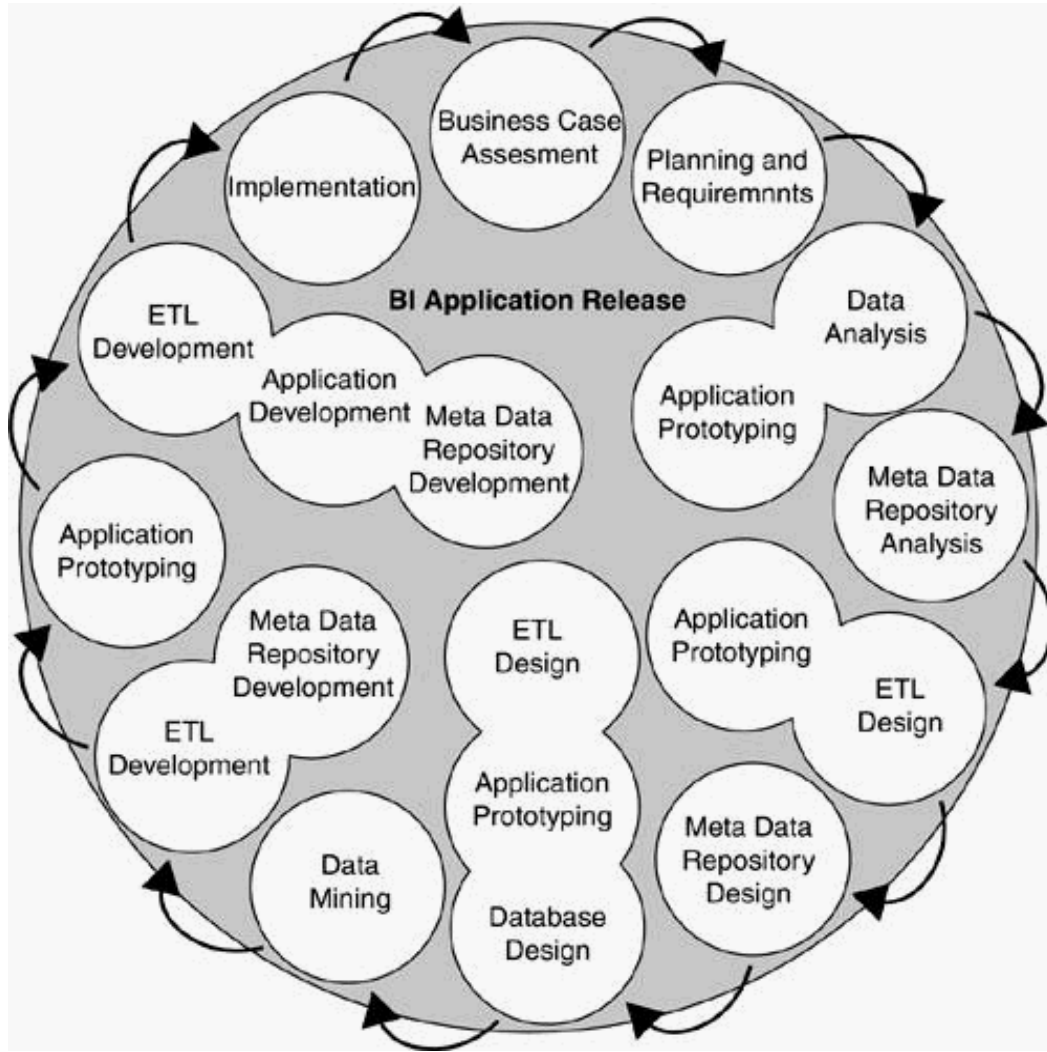 Business Case
Assesment
Planning and
Requiremnnts
Implementation
BI Application Release
Data
Analysis
Application
Prototyping
ETL
Development
Application
Development
Meta Data
Repository
Development
Meta Data
Repository
Analysis
Application
Prototyping
Application
Prototyping
ETL
Design
Meta Data
Repository
Development
ETL
Development
ETL
Design
Application
Prototyping
Database
Design
Meta Data
Repository
Design
Data
Mining